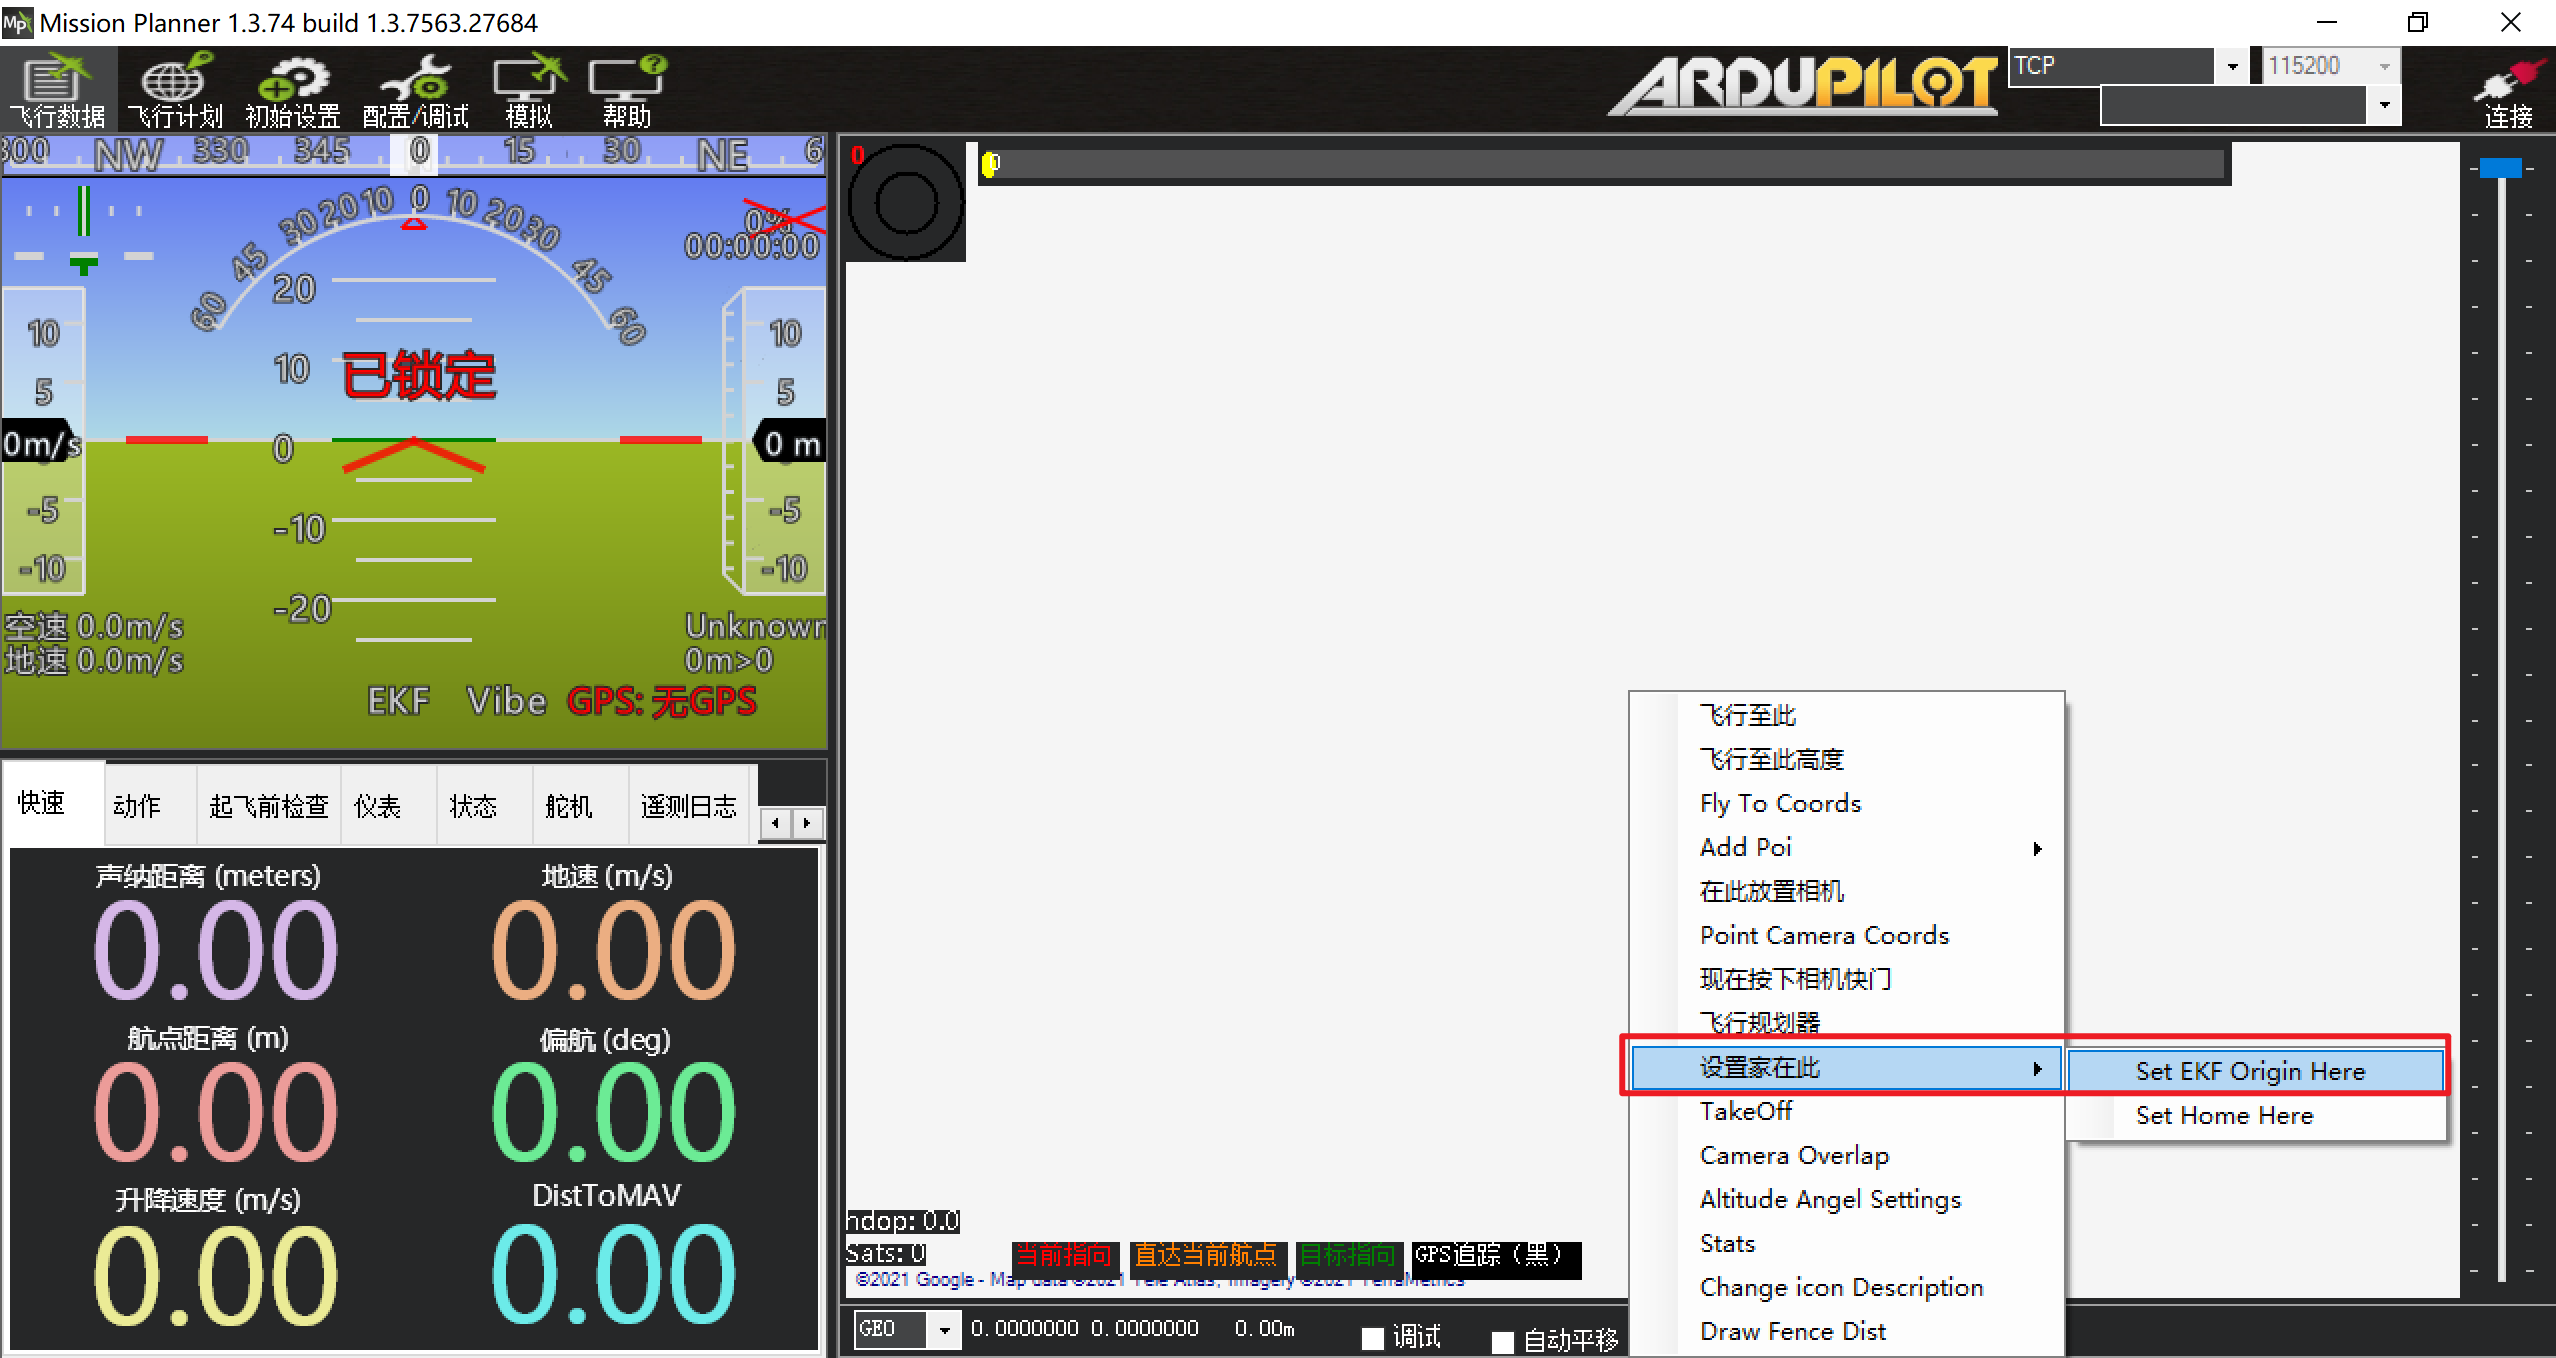 Mission Planner 1.3.74 build 1.3.7563.27684
飞行数据 飞行计划 初始设置 配置/调试 模拟 帮助
ARDUPILOT
TCP 115200
连接
300 NW 330 345 0 15 30 NE 6
60 45 30 20 10 0 10 20 30 45 60
0%
00:00:00
20
10 10 已锁定 10
5 5
0m/s 0 0 m
-5 -5
-10
-10 -10
-20
空速 0.0m/s Unknown
地速 0.0m/s 0m>0
EKF Vibe GPS: 无GPS
快速 动作 起飞前检查 仪表 状态 舵机 遥测日志
声纳距离 (meters) 地速 (m/s)
0.00 0.00
航点距离 (m) 偏航 (deg)
0.00 0.00
升降速度 (m/s) DistToMAV
0.00 0.00
0 0
飞行至此
飞行至此高度
Fly To Coords
Add Poi
在此放置相机
Point Camera Coords
现在按下相机快门
飞行规划器
设置家在此
Set EKF Origin Here
Set Home Here
TakeOff
Camera Overlap
Altitude Angel Settings
Stats
Change icon Description
Draw Fence Dist
hdop: 0.0
Sats: 0 当前指向 直达当前航点 目标指向 GPS追踪（黑）
©2021 Google - Map data ©2021 Tele Atlas, Imagery ©2021 TerraMetrics
GEO 0.0000000 0.0000000 0.00m 调试 自动平移